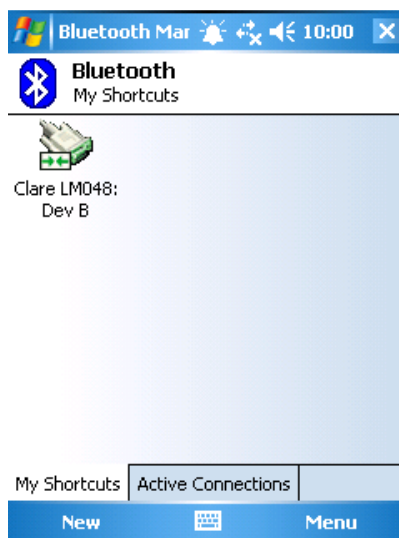 Bluetooth Mar 10:00
Bluetooth
My Shortcuts
Clare LM048:
Dev B
My Shortcuts Active Connections
New Menu